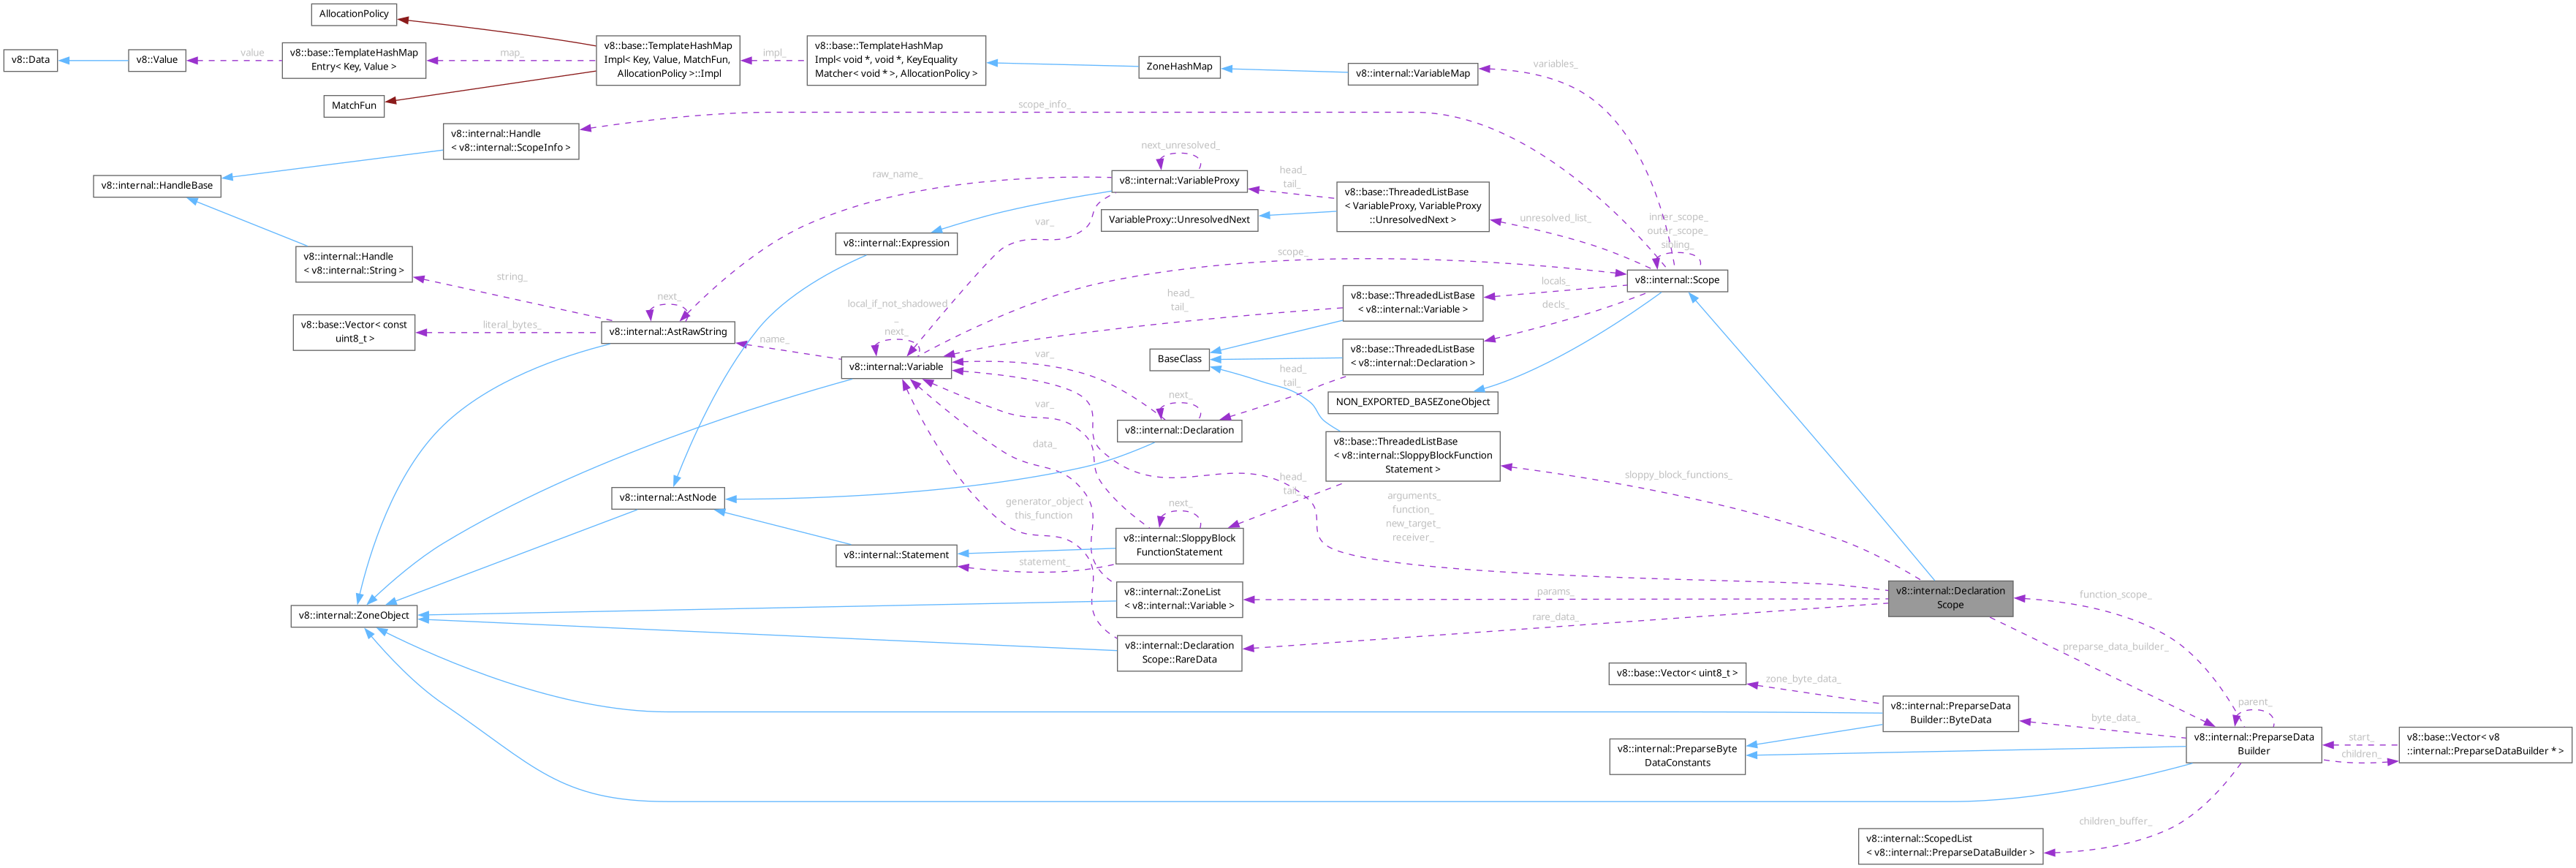 AllocationPolicy
v8::Data
v8::Value
value
v8::base::TemplateHashMap
Entry< Key, Value >
map_
v8::base::TemplateHashMap
Impl< Key, Value, MatchFun,
AllocationPolicy >::Impl
impl_
v8::base::TemplateHashMap
Impl< void *, void *, KeyEquality
Matcher< void * >, AllocationPolicy >
ZoneHashMap
v8::internal::VariableMap
variables_
MatchFun
scope_info_
v8::internal::Handle
< v8::internal::ScopeInfo >
v8::internal::HandleBase
next_unresolved_
v8::internal::VariableProxy
raw_name_
head_
tail_
v8::base::ThreadedListBase
< VariableProxy, VariableProxy
::UnresolvedNext >
VariableProxy::UnresolvedNext
unresolved_list_
inner_scope_
outer_scope_
sibling_
v8::internal::Scope
var_
v8::internal::Expression
scope_
v8::internal::Handle
< v8::internal::String >
string_
next_
v8::internal::AstRawString
literal_bytes_
v8::base::Vector< const
uint8_t >
local_if_not_shadowed
_
next_
name_
v8::internal::Variable
head_
tail_
v8::base::ThreadedListBase
< v8::internal::Variable >
locals_
decls_
BaseClass
v8::base::ThreadedListBase
< v8::internal::Declaration >
var_
head_
tail_
NON_EXPORTED_BASEZoneObject
next_
v8::internal::Declaration
var_
data_
v8::base::ThreadedListBase
< v8::internal::SloppyBlockFunction
Statement >
sloppy_block_functions_
head_
tail_
v8::internal::AstNode
generator_object
this_function
arguments_
function_
new_target_
receiver_
next_
v8::internal::SloppyBlock
FunctionStatement
v8::internal::Statement
statement_
v8::internal::ZoneList
< v8::internal::Variable >
params_
v8::internal::Declaration
Scope
function_scope_
v8::internal::ZoneObject
rare_data_
v8::internal::Declaration
Scope::RareData
preparse_data_builder_
v8::base::Vector< uint8_t >
zone_byte_data_
v8::internal::PreparseData
Builder::ByteData
byte_data_
parent_
v8::internal::PreparseData
Builder
start_
children_
v8::base::Vector< v8
::internal::PreparseDataBuilder * >
v8::internal::PreparseByte
DataConstants
children_buffer_
v8::internal::ScopedList
< v8::internal::PreparseDataBuilder >